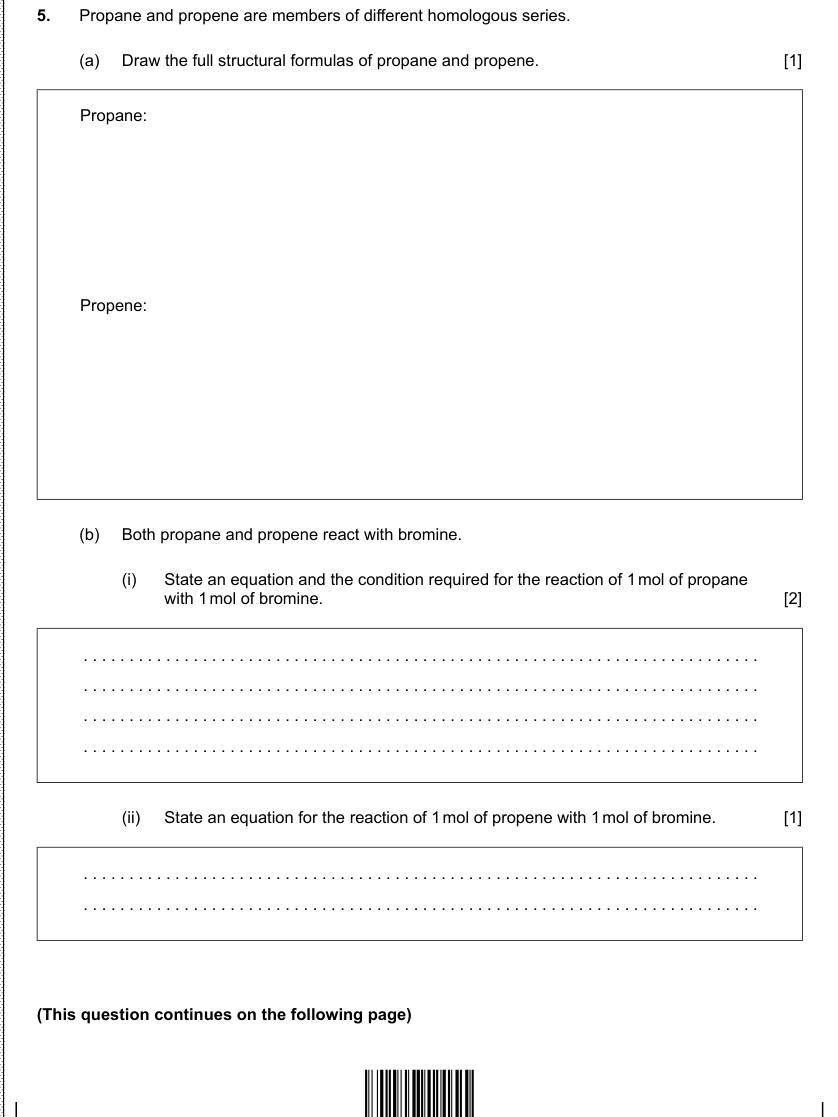 5. Propane and propene are members of different homologous series.
(a) Draw the full structural formulas of propane and propene. [1]
Propane:
Propene:
(b) Both propane and propene react with bromine.
(i) State an equation and the condition required for the reaction of 1 mol of propane
with 1 mol of bromine. [2]
(ii) State an equation for the reaction of 1 mol of propene with 1 mol of bromine. [1]
(This question continues on the following page)